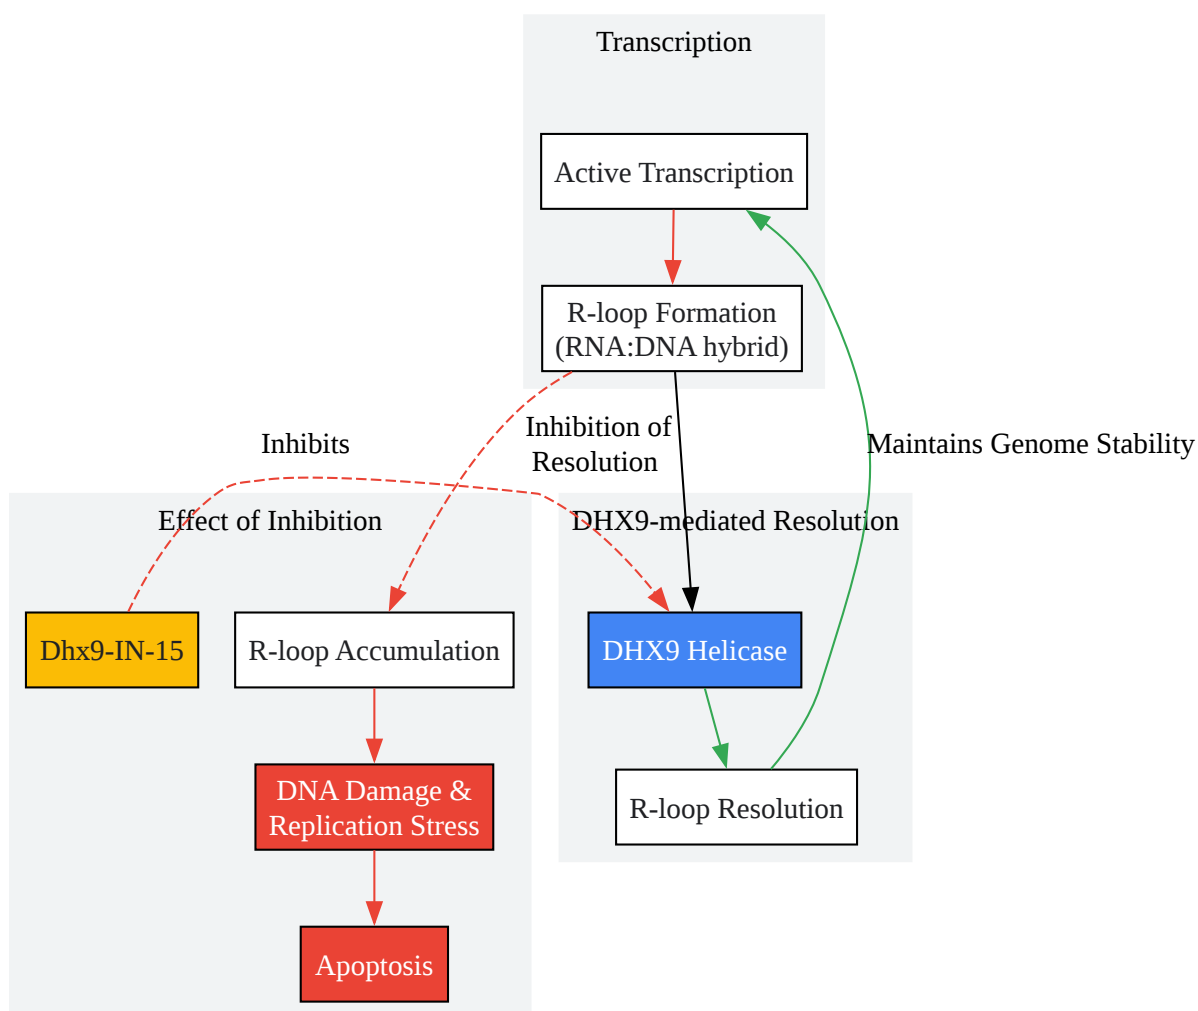 Transcription
Active Transcription
R-loop Formation
(RNA:DNA hybrid)
Inhibits
Inhibition of
Resolution
Maintains Genome Stability
Effect of Inhibition
DHX9-mediated Resolution
Dhx9-IN-15
R-loop Accumulation
DHX9 Helicase
DNA Damage &
Replication Stress
R-loop Resolution
Apoptosis